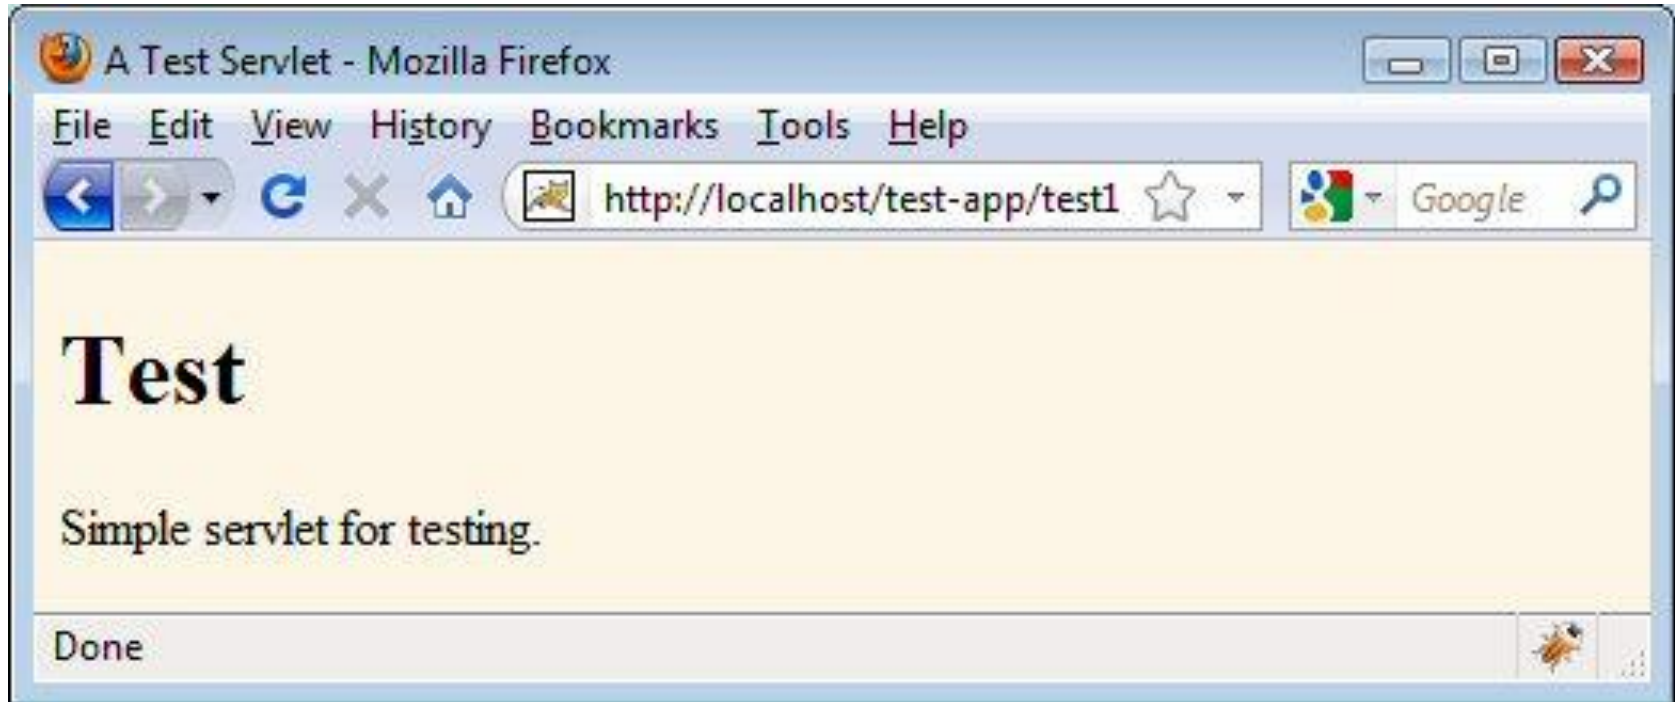 A Test Servlet - Mozilla Firefox
File Edit View History Bookmarks Tools Help
http://localhost/test-app/test1 Google
Test
Simple servlet for testing.
Done